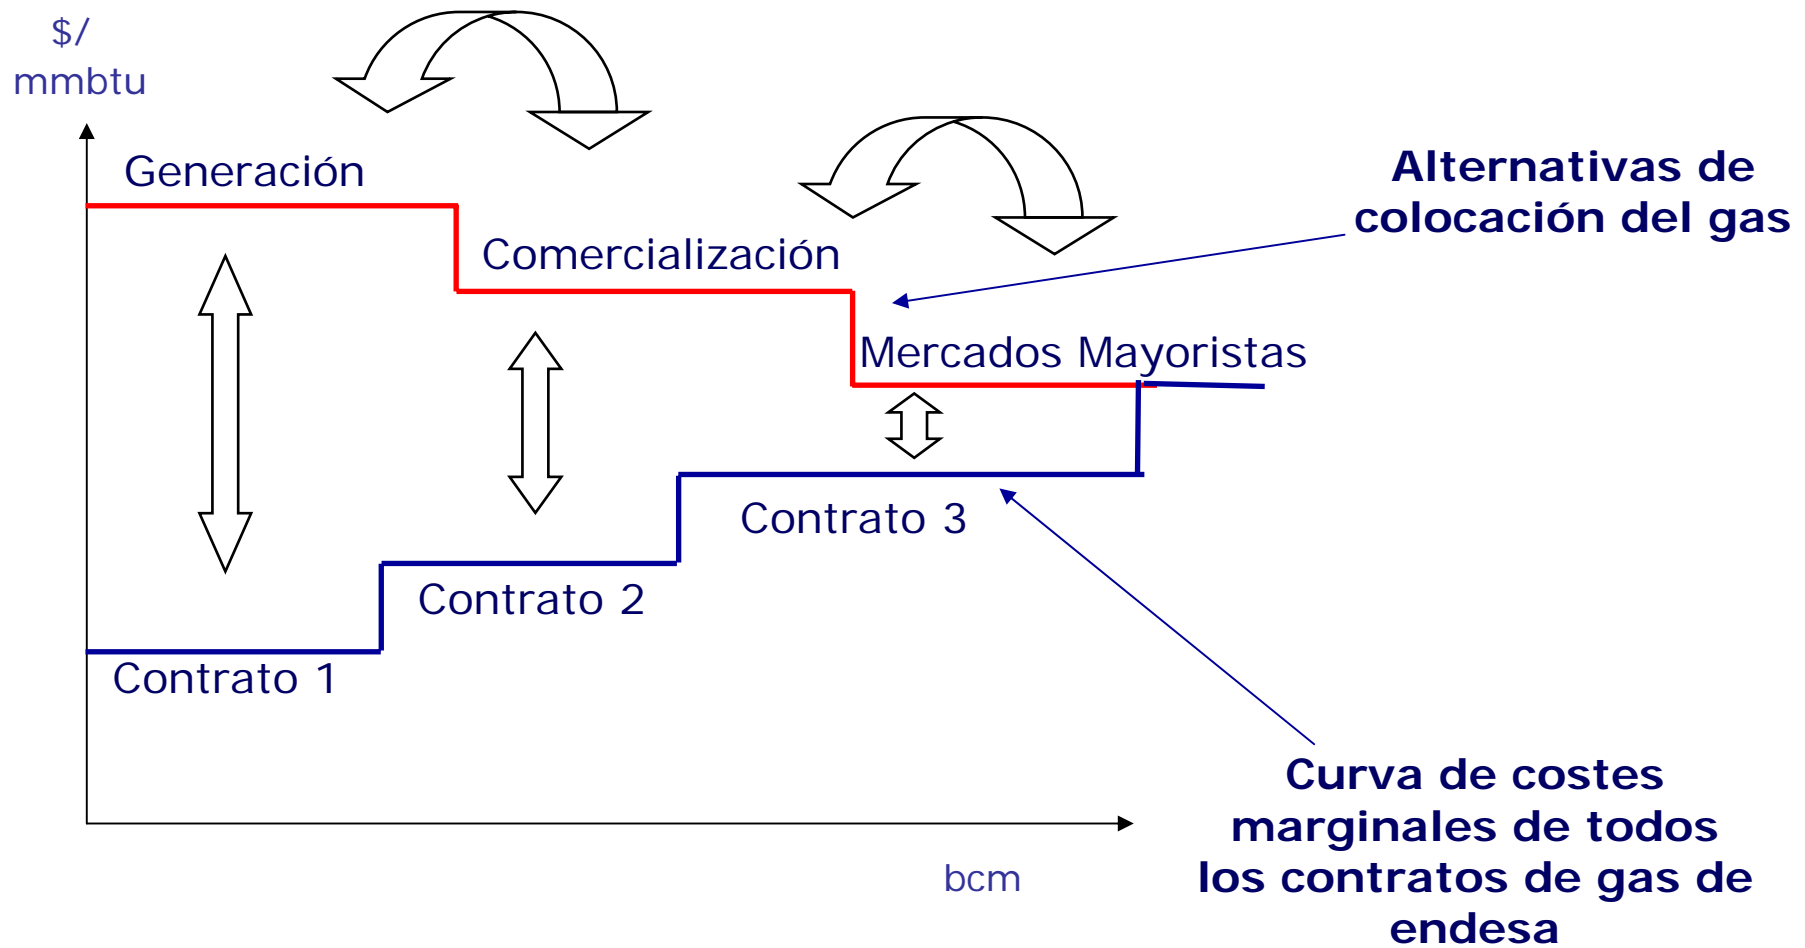 $/
mmbtu
Generación
Comercialización
Alternativas de
colocación del gas
Mercados Mayoristas
Contrato 3
Contrato 2
Contrato 1
Curva de costes
marginales de todos
los contratos de gas de
endesa
bcm